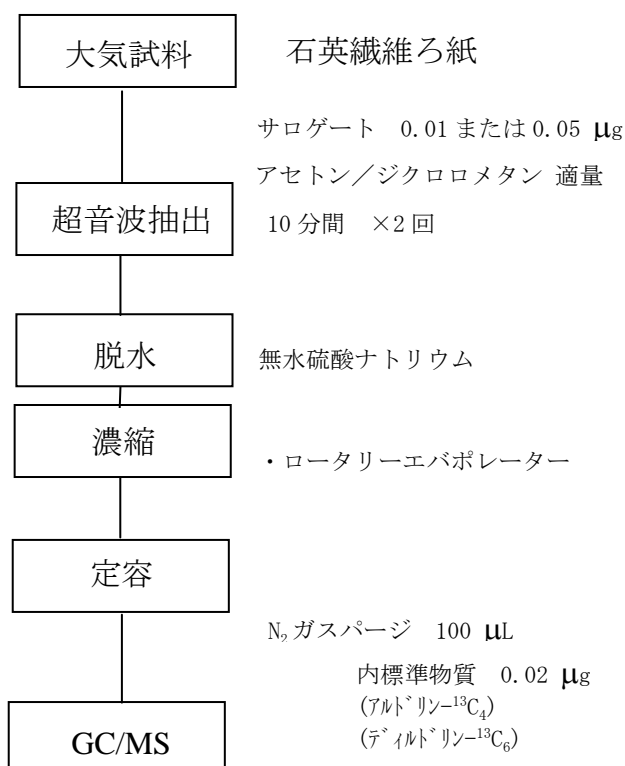 大気試料　石英繊維ろ紙
サロゲート　0.01 または 0.05 μg
アセトン／ジクロロメタン 適量
超音波抽出　10 分間　×2 回
脱水　無水硫酸ナトリウム
濃縮
・ロータリーエバポレーター
定容
N₂ガスパージ　100 μL
内標準物質　0.02 μg
(ｱﾙﾄﾞﾘﾝ-¹³C₄)
(ﾃﾞｨﾙﾄﾞﾘﾝ-¹³C₆)
GC/MS